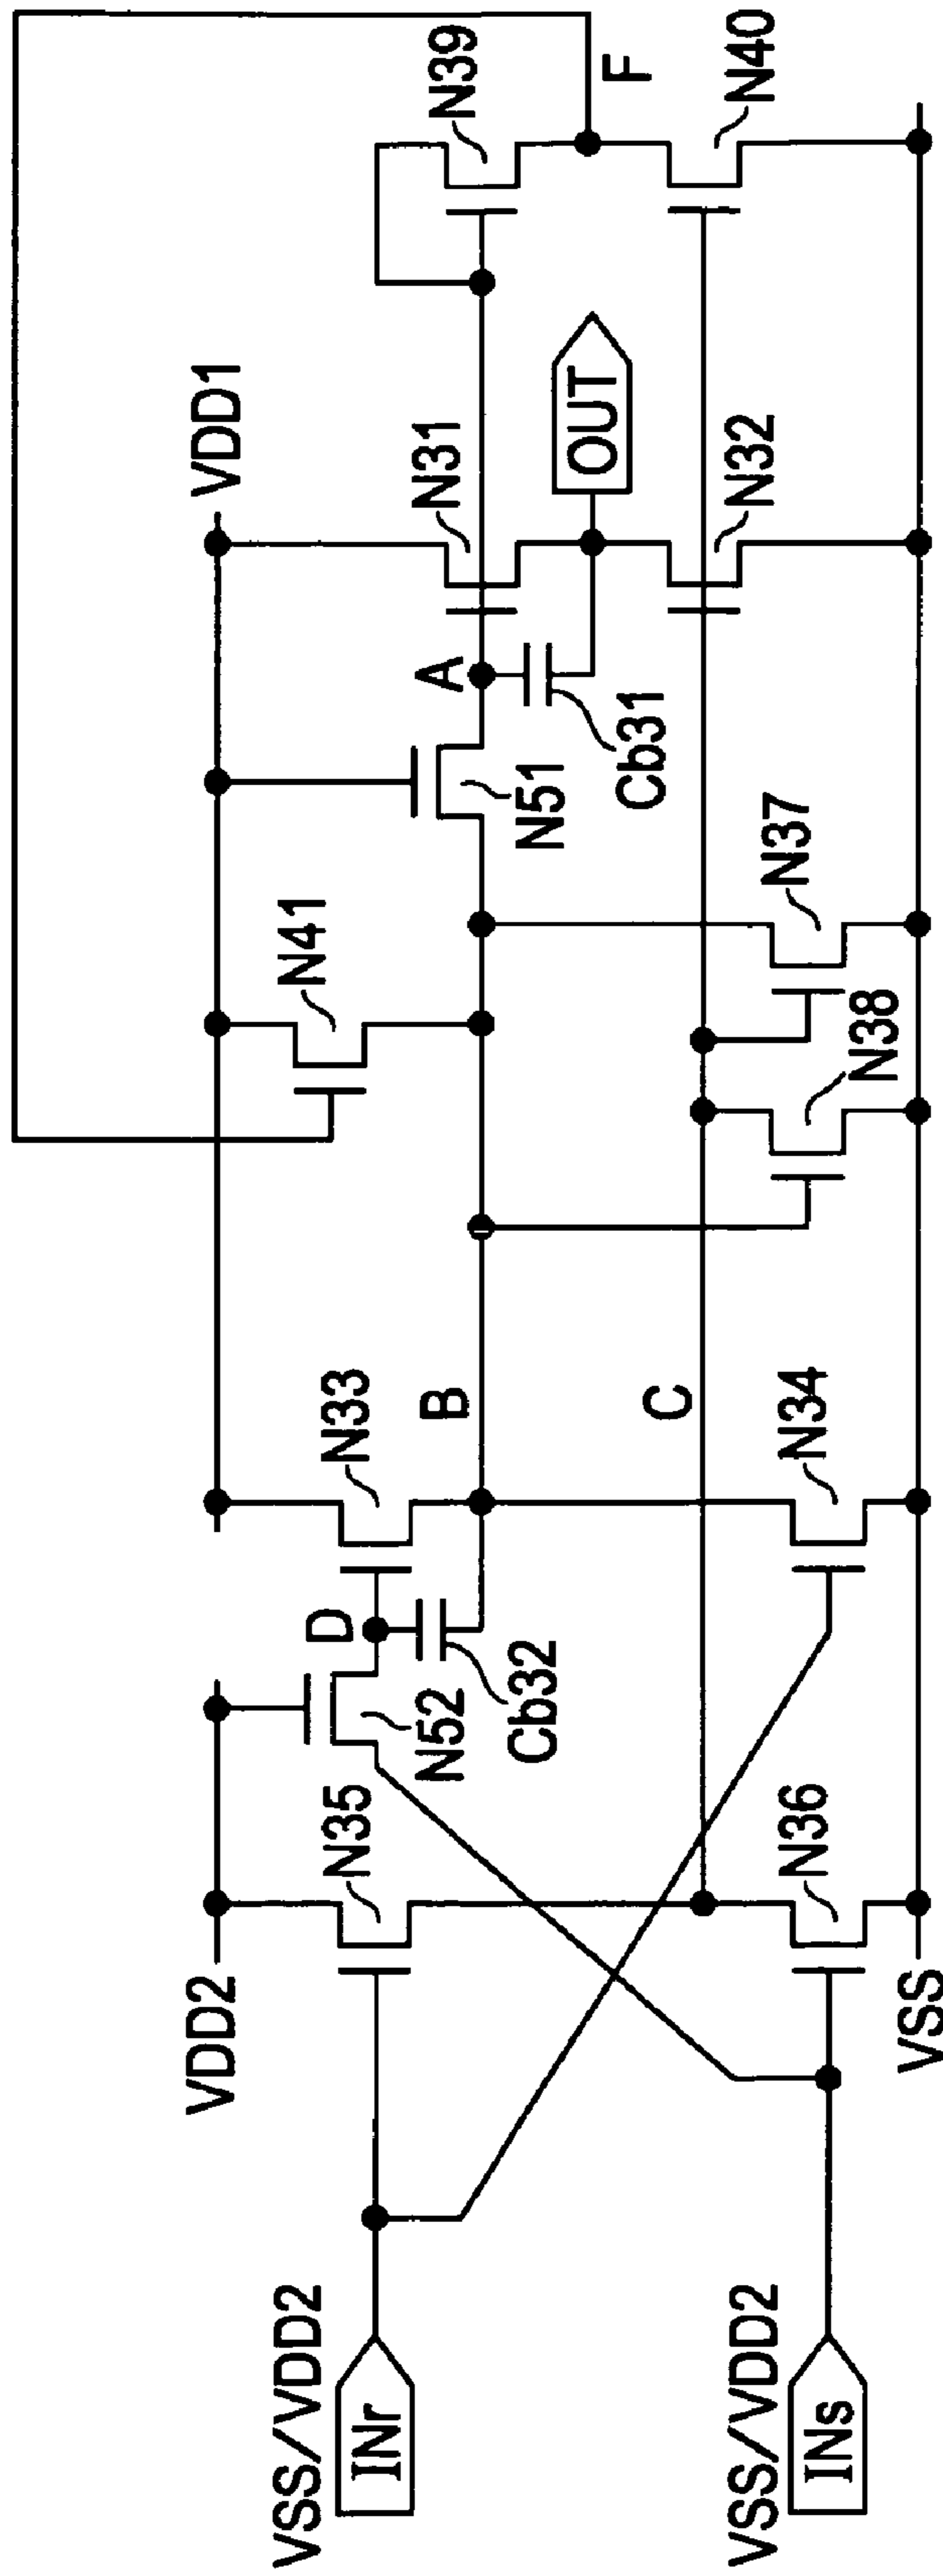 VSS/VDD2
INr
VSS/VDD2
INs
VDD2
VSS
N35
N36
N52
D
Cb32
N33
B
C
N34
N41
N38
N37
N51
A
Cb31
VDD1
N31
OUT
N32
N39
F
N40